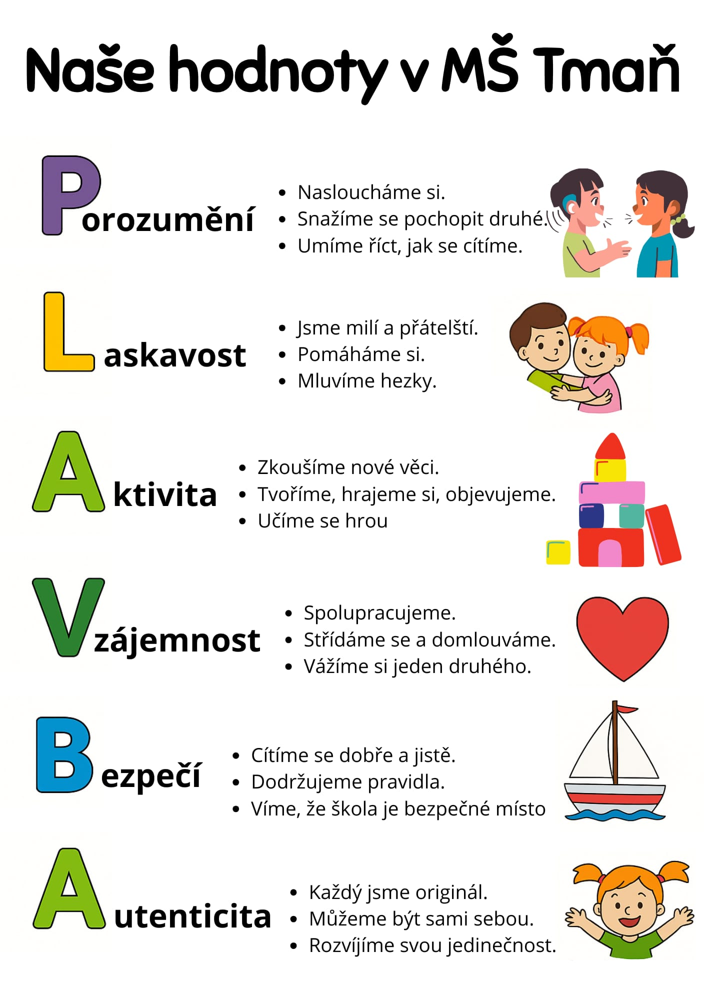 Naše hodnoty v MŠ Tmaň
Porozumění
• Nasloucháme si.
• Snažíme se pochopit druhé.
• Umíme říct, jak se cítíme.
Laskavost
• Jsme milí a přátelští.
• Pomáháme si.
• Mluvíme hezky.
Aktivita
• Zkoušíme nové věci.
• Tvoříme, hrajeme si, objevujeme.
• Učíme se hrou
Vzájemnost
• Spolupracujeme.
• Střídáme se a domlouváme.
• Vážíme si jeden druhého.
Bezpečí
• Cítíme se dobře a jistě.
• Dodržujeme pravidla.
• Víme, že škola je bezpečné místo
Autenticita
• Každý jsme originál.
• Můžeme být sami sebou.
• Rozvíjíme svou jedinečnost.